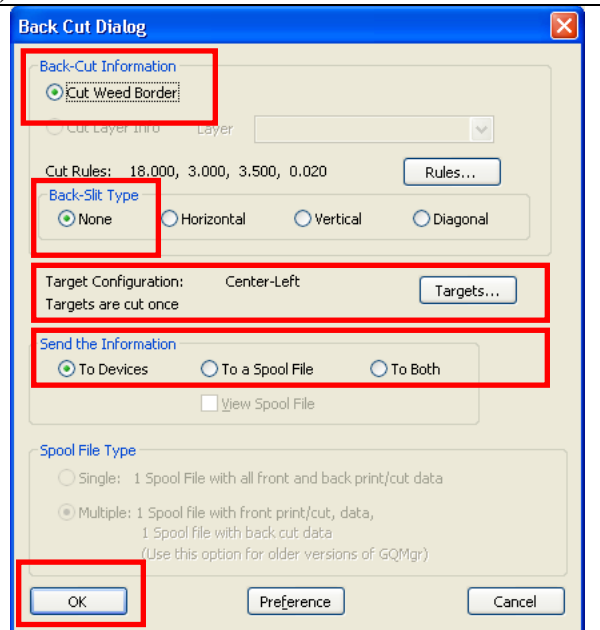 Back Cut Dialog
Back-Cut Information
Cut Weed Border
Cut Layer Info Layer
Cut Rules: 18.000, 3.000, 3.500, 0.020 Rules...
Back-Slit Type
None Horizontal Vertical Diagonal
Target Configuration: Center-Left
Targets are cut once
Targets...
Send the Information
To Devices To a Spool File To Both
View Spool File
Spool File Type
Single: 1 Spool File with all front and back print/cut data
Multiple: 1 Spool file with front print/cut, data,
1 Spool file with back cut data
(Use this option for older versions of GQMgr)
OK Preference Cancel